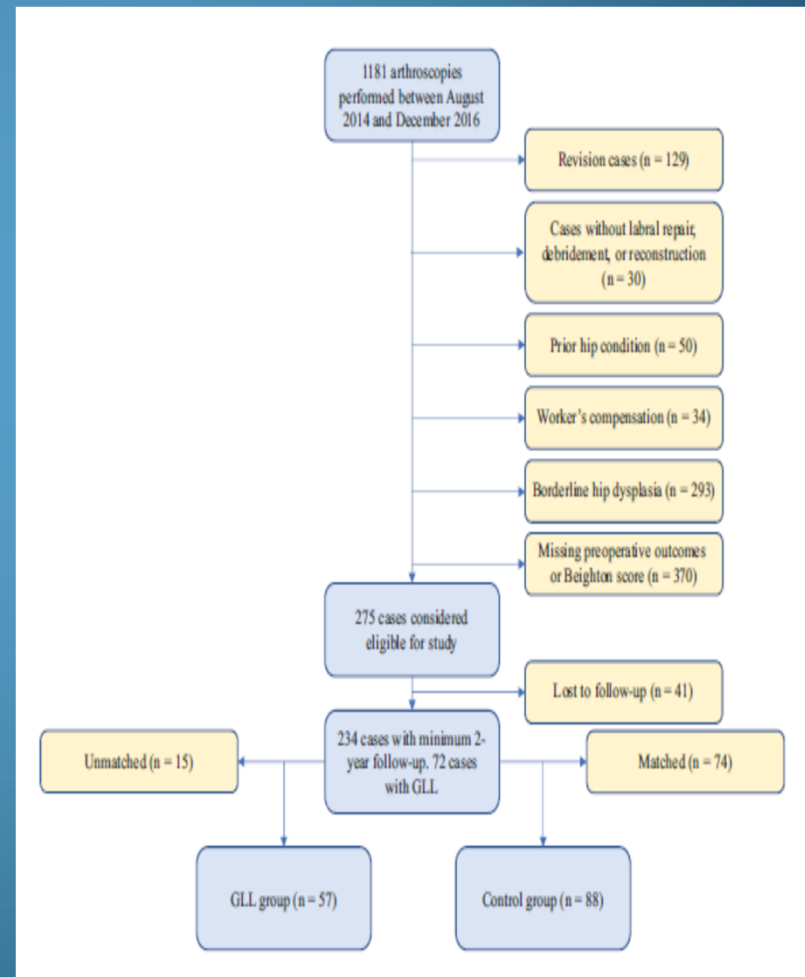 1181 arthroscopies
performed between August
2014 and December 2016
Revision cases (n = 129)
Cases without labral repair,
debridement, or reconstruction
(n = 30)
Prior hip condition (n = 50)
Worker's compensation (n = 34)
Borderline hip dysplasia (n = 293)
Missing preoperative outcomes
or Beighton score (n = 370)
275 cases considered
eligible for study
Lost to follow-up (n = 41)
234 cases with minimum 2-
year follow-up. 72 cases
with GLL
Unmatched (n = 15)
Matched (n = 74)
GLL group (n = 57)
Control group (n = 88)